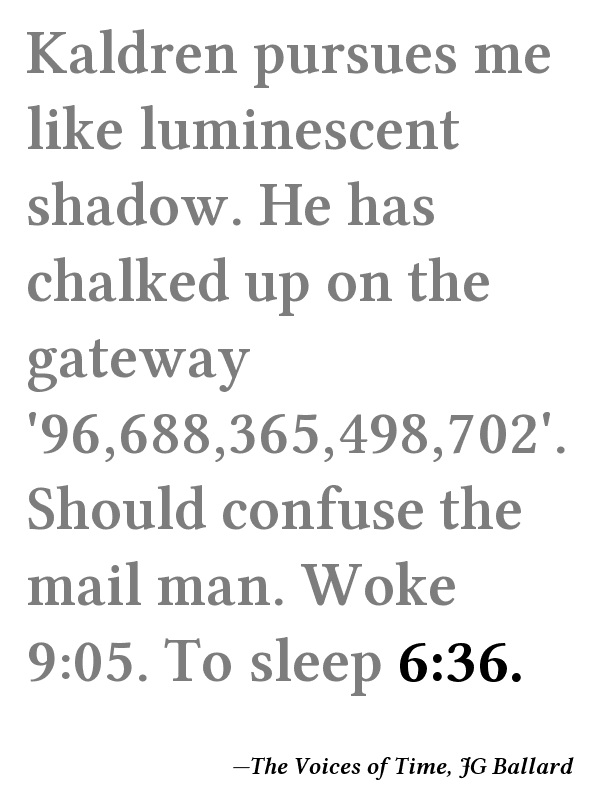 Kaldren pursues me
like luminescent
shadow. He has
chalked up on the
gateway
'96,688,365,498,702'.
Should confuse the
mail man. Woke
9:05. To sleep 6:36.
—The Voices of Time, JG Ballard